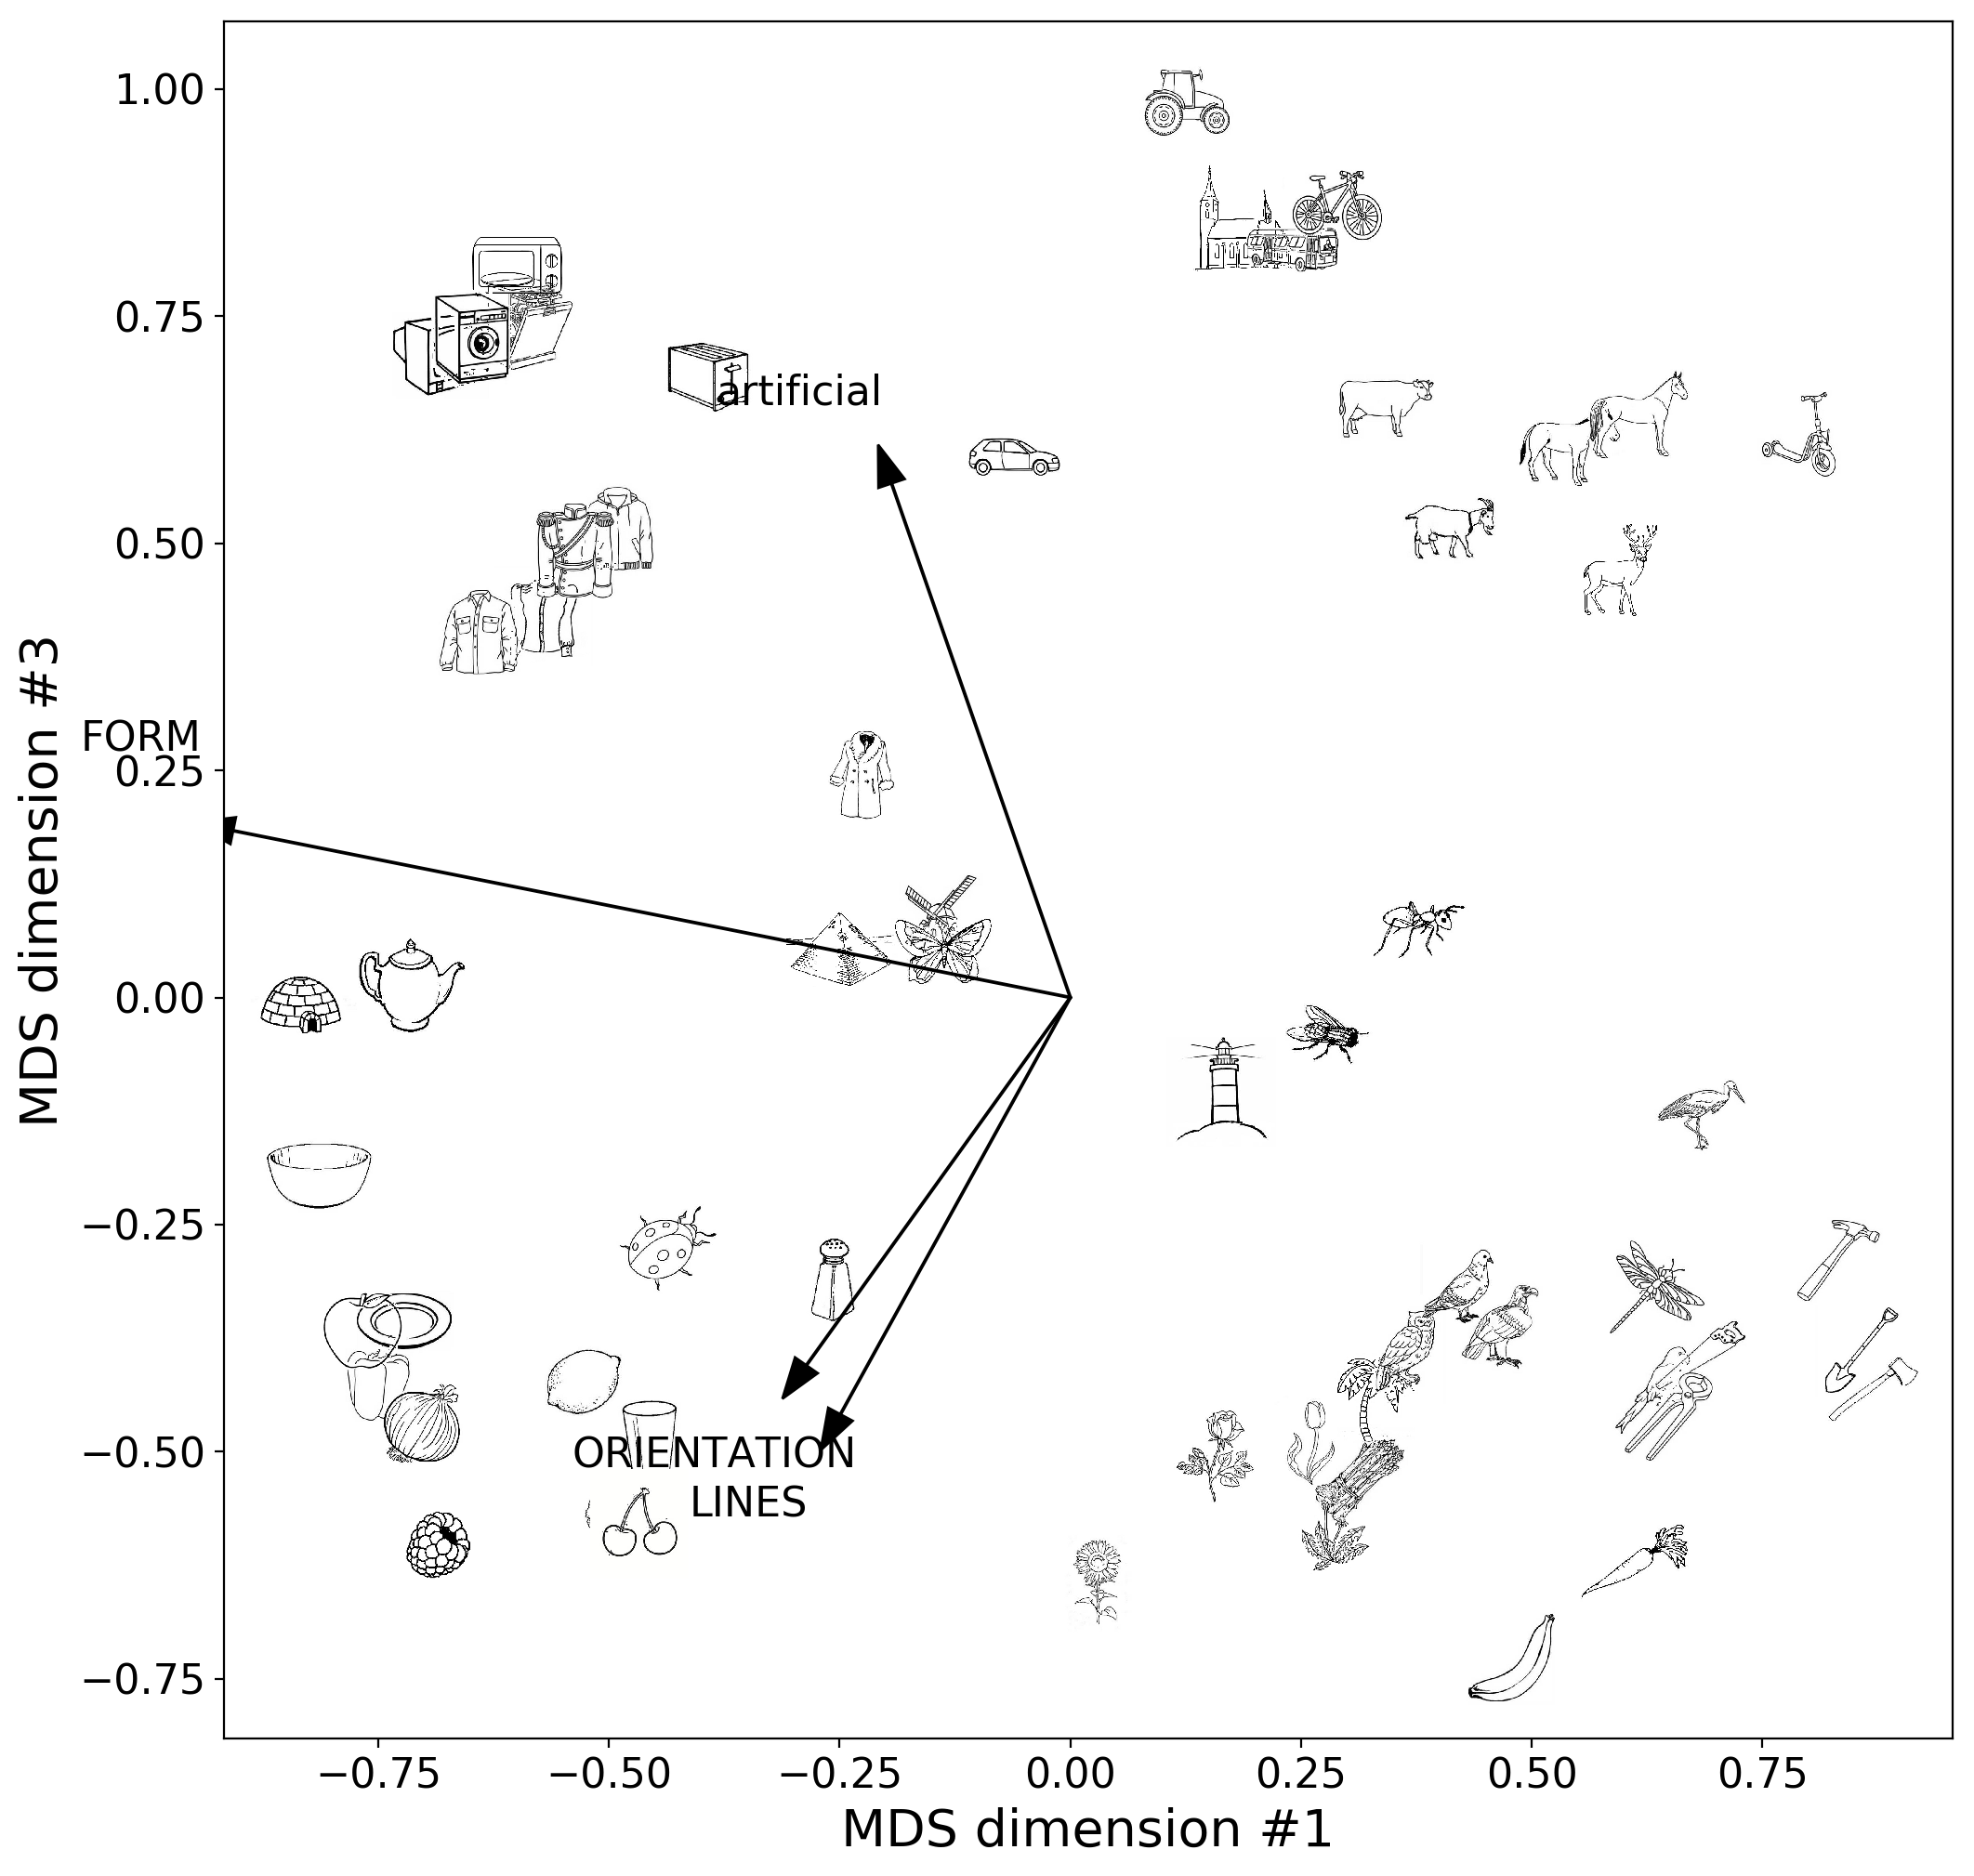 1.00
0.75
artificial
0.50
FORM
0.25
0.00
−0.25
ORIENTATION
LINES
−0.50
−0.75
−0.75 −0.50 −0.25 0.00 0.25 0.50 0.75
MDS dimension #1
MDS dimension #3